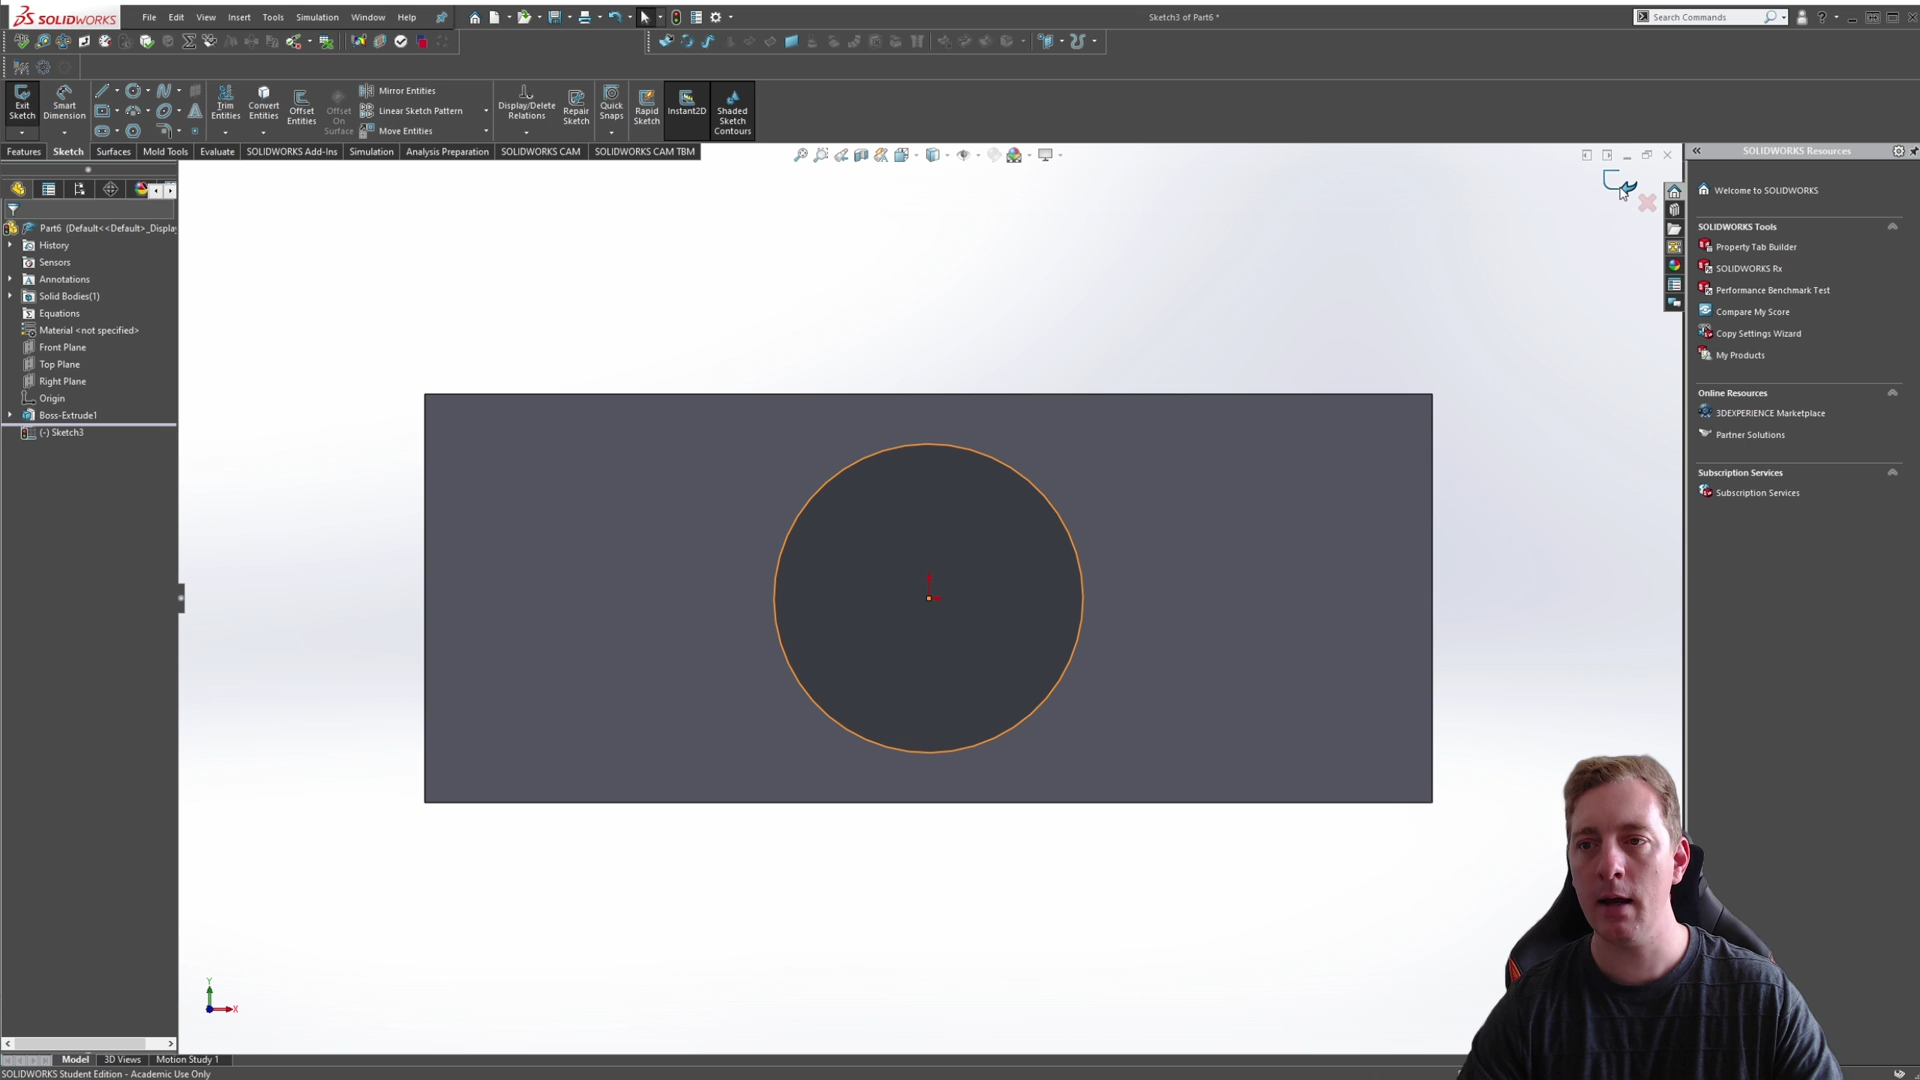 SOLIDWORKS
File Edit View Insert Tools Simulation Window Help
Sketch3 of Part6 *
Search Commands
Exit Sketch
Smart Dimension
Trim Entities
Convert Entities
Offset Entities
Offset On Surface
Mirror Entities
Linear Sketch Pattern
Move Entities
Display/Delete Relations
Repair Sketch
Quick Snaps
Rapid Sketch
Instant2D
Shaded Sketch Contours
Features Sketch Surfaces Mold Tools Evaluate SOLIDWORKS Add-Ins Simulation Analysis Preparation SOLIDWORKS CAM SOLIDWORKS CAM TBM
Part6 (Default<<Default>_Display
History
Sensors
Annotations
Solid Bodies(1)
Equations
Material <not specified>
Front Plane
Top Plane
Right Plane
Origin
Boss-Extrude1
(-) Sketch3
SOLIDWORKS Resources
Welcome to SOLIDWORKS
SOLIDWORKS Tools
Property Tab Builder
SOLIDWORKS Rx
Performance Benchmark Test
Compare My Score
Copy Settings Wizard
My Products
Online Resources
3DEXPERIENCE Marketplace
Partner Solutions
Subscription Services
Subscription Services
Y
X
Model 3D Views Motion Study 1
SOLIDWORKS Student Edition - Academic Use Only